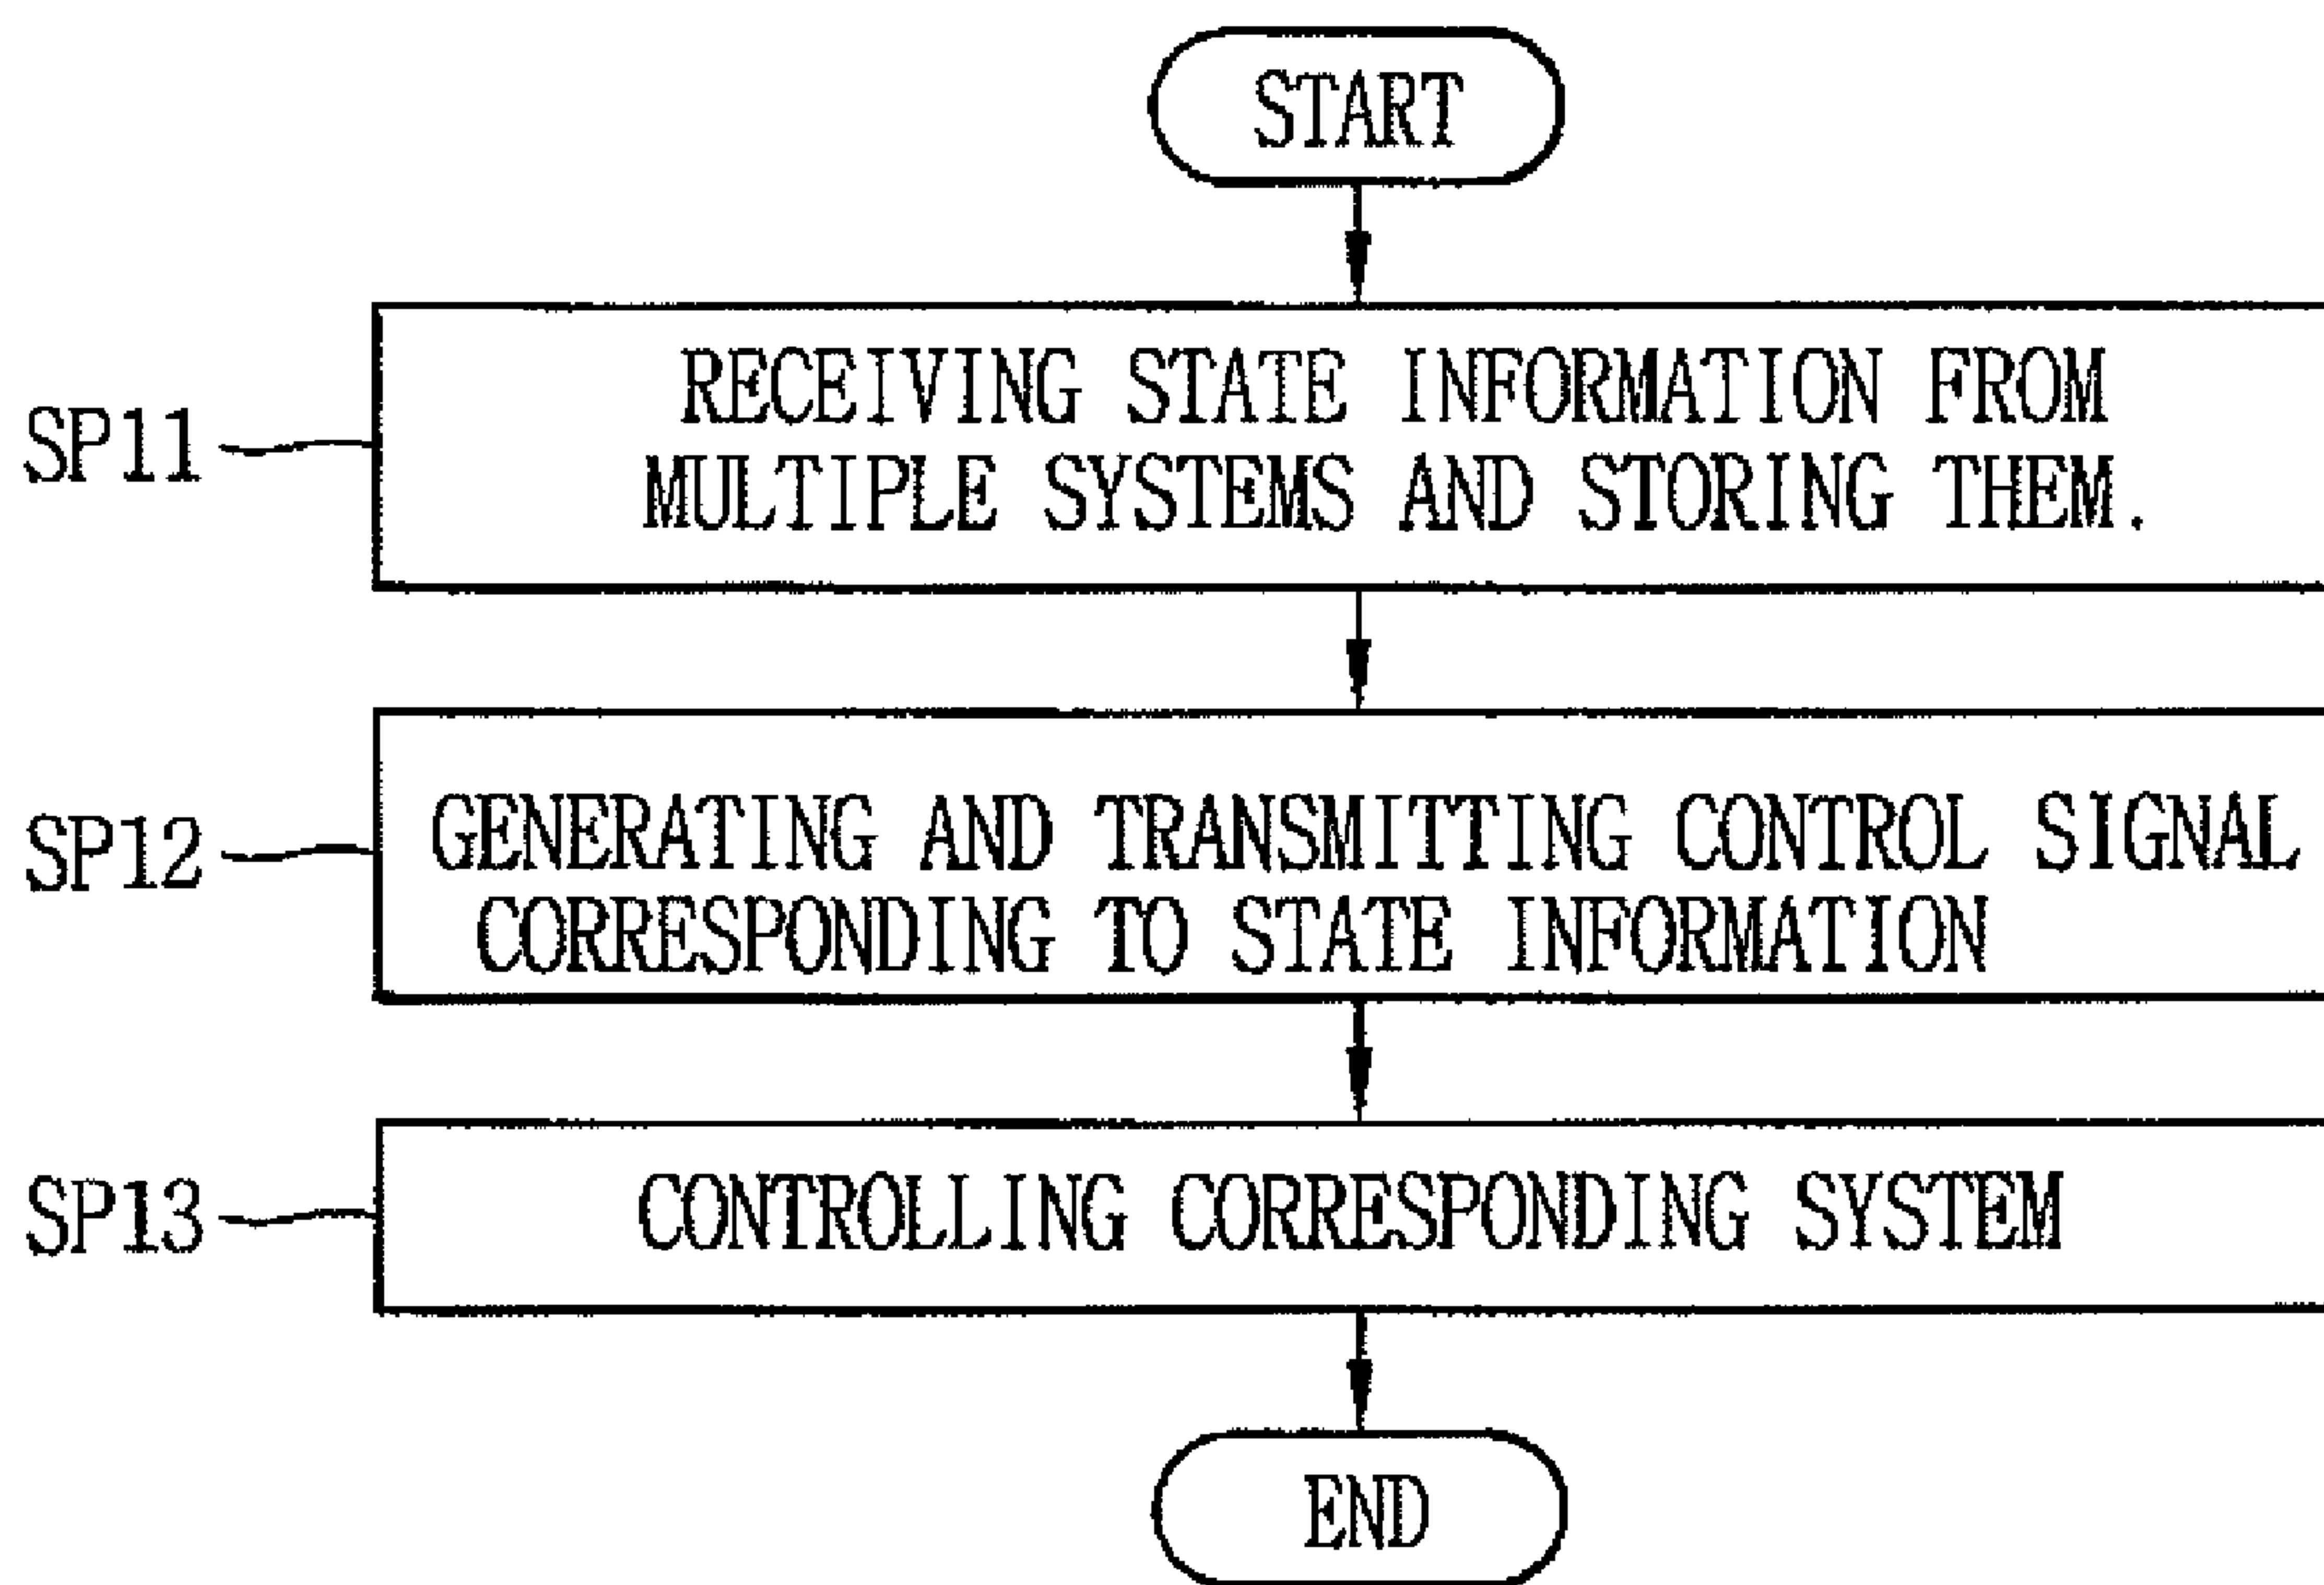 START
SP11
RECEIVING STATE INFORMATION FROM
MULTIPLE SYSTEMS AND STORING THEM.
SP12
GENERATING AND TRANSMITTING CONTROL SIGNAL
CORRESPONDING TO STATE INFORMATION
SP13
CONTROLLING CORRESPONDING SYSTEM
END